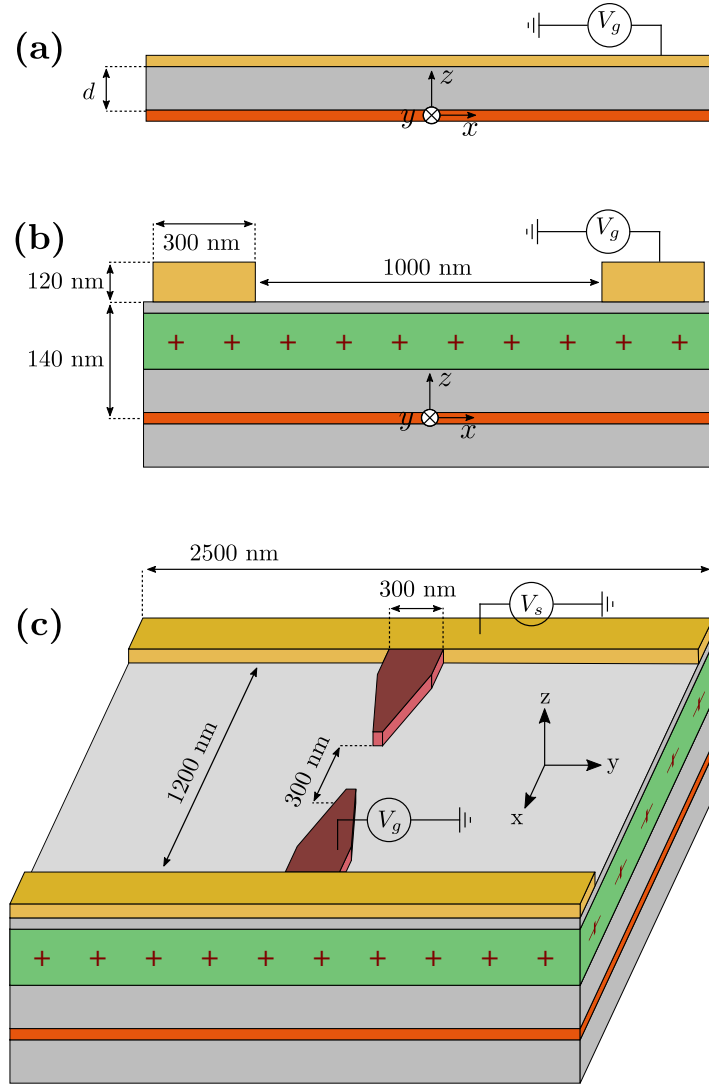 (a)
V_g
d
z
y
x
(b)
300 nm
V_g
120 nm
1000 nm
140 nm
+ + + + + + + + + +
z
y
x
2500 nm
300 nm
V_s
(c)
1200 nm
300 nm
z
y
x
V_g
+ + + + + + + + + +
+ + + + +